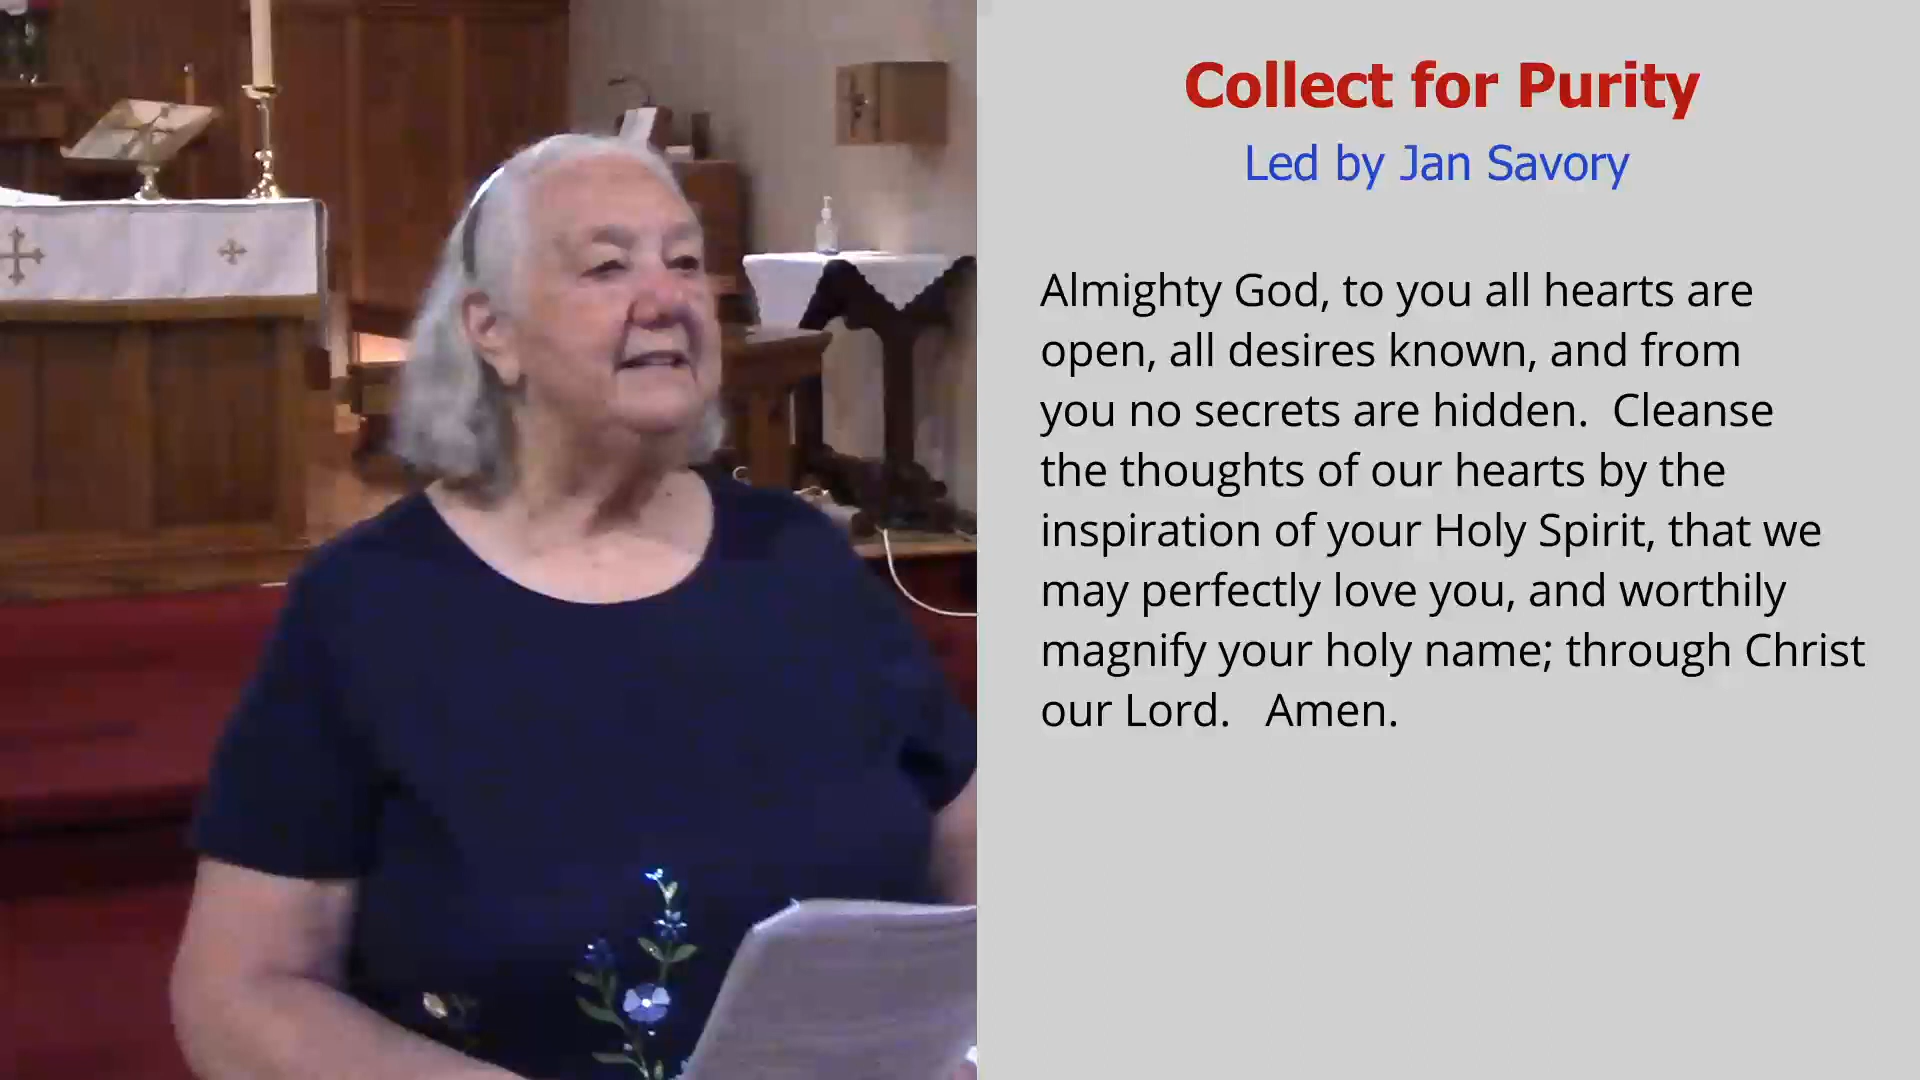 Collect for Purity
Led by Jan Savory
Almighty God, to you all hearts are
open, all desires known, and from
you no secrets are hidden.  Cleanse
the thoughts of our hearts by the
inspiration of your Holy Spirit, that we
may perfectly love you, and worthily
magnify your holy name; through Christ
our Lord.   Amen.